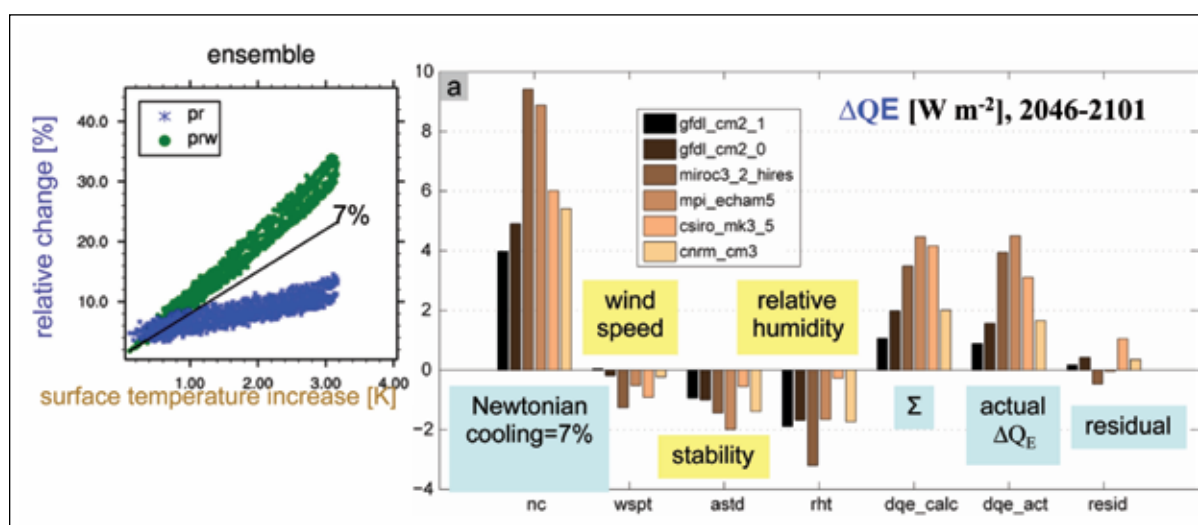 ensemble
pr
prw
40.0
30.0
20.0
10.0
7%
1.00
2.00
3.00
4.00
relative change [%]
surface temperature increase [K]
a
ΔQE [W m-2], 2046-2101
10
8
6
4
2
0
−2
−4
gfdl_cm2_1
gfdl_cm2_0
miroc3_2_hires
mpi_echam5
csiro_mk3_5
cnrm_cm3
wind
speed
relative
humidity
Newtonian
cooling=7%
stability
Σ
actual
ΔQE
residual
nc
wspt
astd
rht
dqe_calc
dqe_act
resid